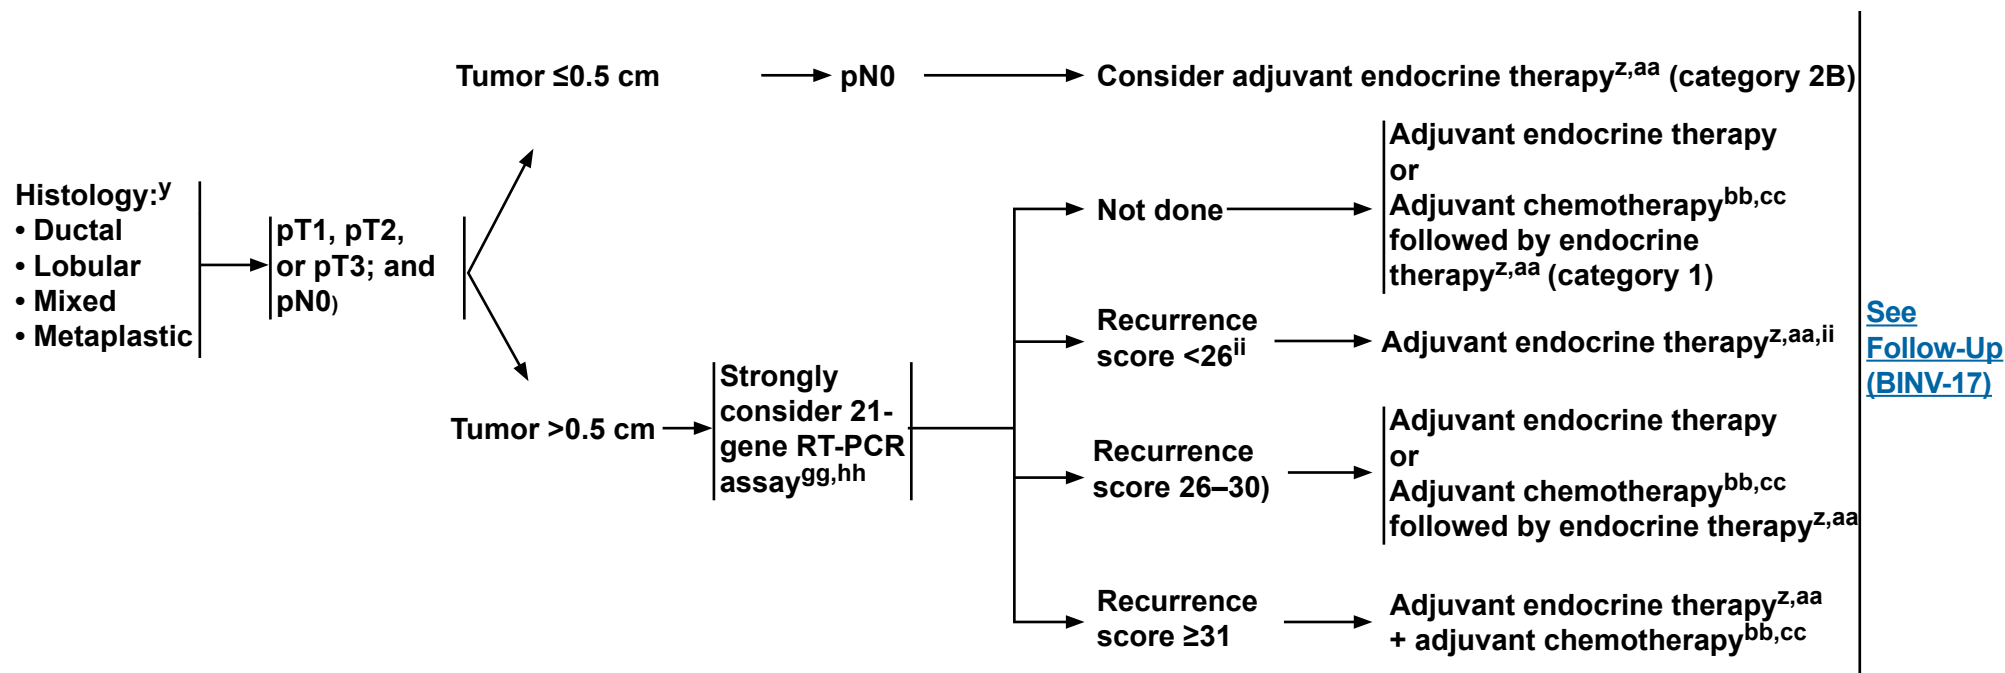 Tumor ≤0.5 cm
pN0
Consider adjuvant endocrine therapyz,aa (category 2B)
Histology:y
• Ductal
• Lobular
• Mixed
• Metaplastic
pT1, pT2,
or pT3; and
pN0)
Tumor >0.5 cm
Strongly
consider 21-
gene RT-PCR
assaygg,hh
Not done
Adjuvant endocrine therapy
or
Adjuvant chemotherapybb,cc
followed by endocrine
therapyz,aa (category 1)
Recurrence
score <26ii
Adjuvant endocrine therapyz,aa,ii
Recurrence
score 26–30)
Adjuvant endocrine therapy
or
Adjuvant chemotherapybb,cc
followed by endocrine therapyz,aa
Recurrence
score ≥31
Adjuvant endocrine therapyz,aa
+ adjuvant chemotherapybb,cc
See
Follow-Up
(BINV-17)